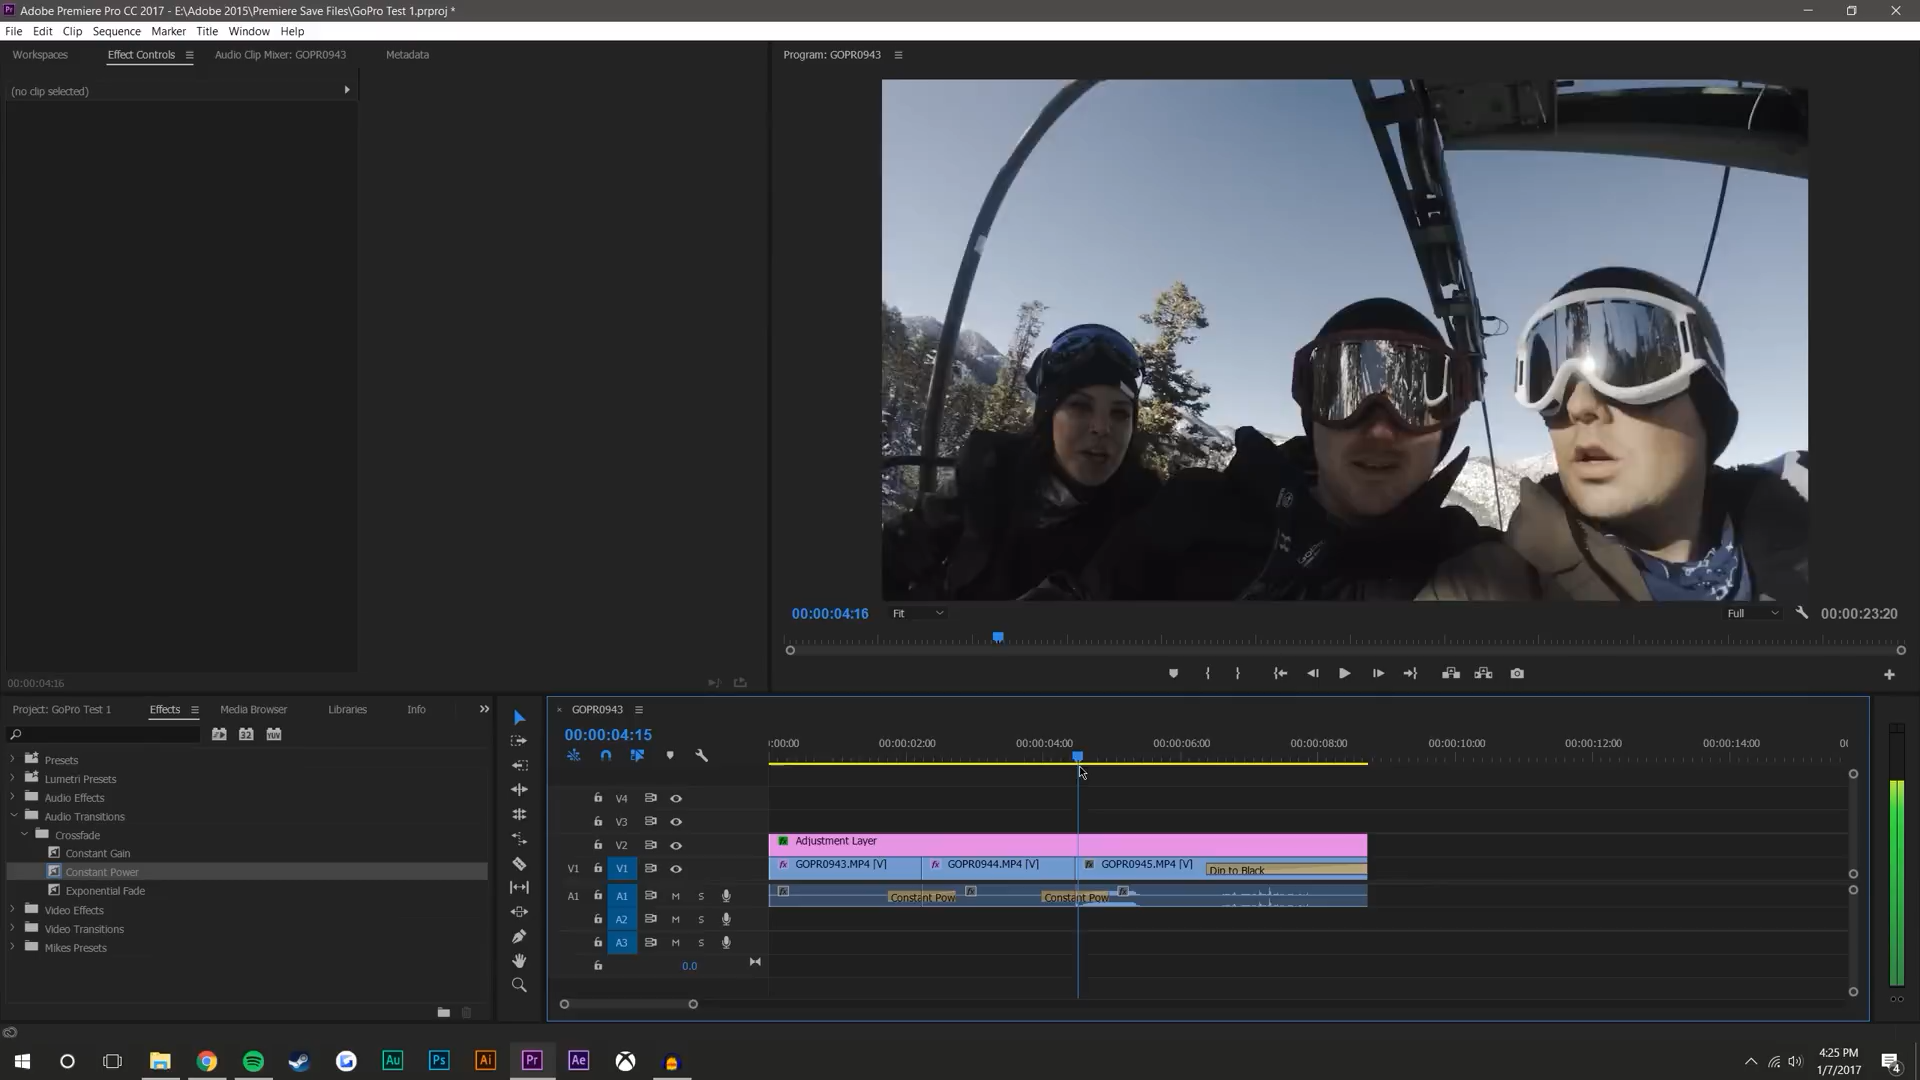 Adobe Premiere Pro CC 2017 - E:\Adobe 2015\Premiere Save Files\GoPro Test 1.prproj *
File Edit Clip Sequence Marker Title Window Help
Workspaces Effect Controls Audio Clip Mixer: GOPR0943 Metadata
Program: GOPR0943
(no clip selected)
00:00:04:16 Fit Full 00:00:23:20
00:00:04:16
Project: GoPro Test 1 Effects Media Browser Libraries Info
Presets
Lumetri Presets
Audio Effects
Audio Transitions
Crossfade
Constant Gain
Constant Power
Exponential Fade
Video Effects
Video Transitions
Mikes Presets
GOPR0943
00:00:04:15
:00:00 00:00:02:00 00:00:04:00 00:00:06:00 00:00:08:00 00:00:10:00 00:00:12:00 00:00:14:00 00
V4
V3
V2 Adjustment Layer
V1 V1 GOPR0943.MP4 [V] GOPR0944.MP4 [V] GOPR0945.MP4 [V] Dip to Black
A1 A1 M S Constant Pow Constant Pow
A2 M S
A3 M S
0.0
Au Ps Ai Pr Ae
4:25 PM
1/7/2017
4